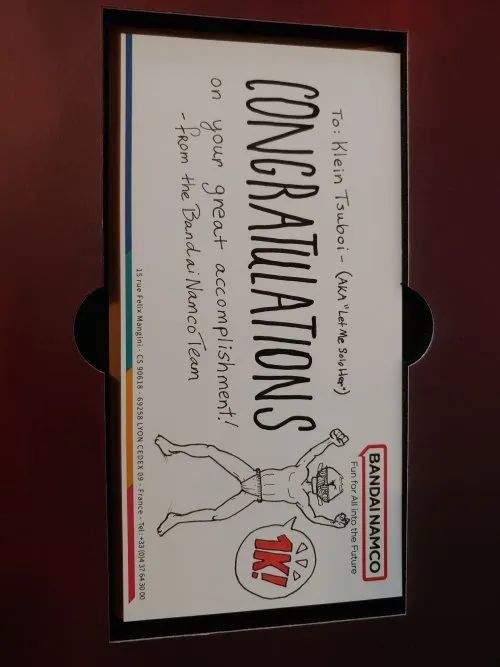 To: Klein Tsuboi - (AKA "Let Me Solo Her")
CONGRATULATIONS
on your great accomplishment!
- from the Bandai Namco Team
BANDAI NAMCO
Fun for All into the Future
1K!
15 rue Felix Mangini - CS 90618 - 69258 LYON CEDEX 09 - France - Tel: +33 (0)4 37 64 30 00